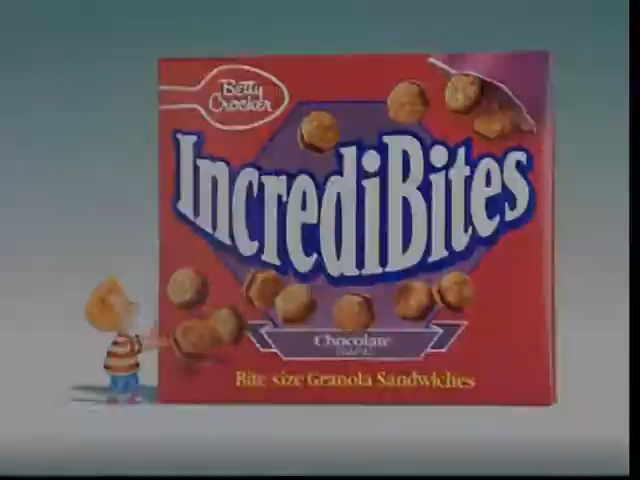 Betty
Crocker
IncrediBites
Chocolate
Bite size Granola Sandwiches